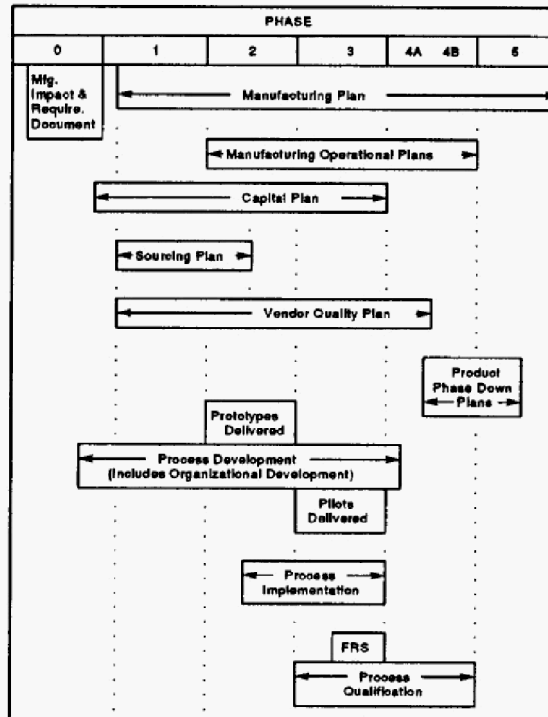 PHASE
0 1 2 3 4A 4B 5
Mfg.
Impact &
Require.
Document
Manufacturing Plan
Manufacturing Operational Plans
Capital Plan
Sourcing Plan
Vendor Quality Plan
Product
Phase Down
Plans
Prototypes
Delivered
Process Development
(Includes Organizational Development)
Pilots
Delivered
Process
Implementation
FRS
Process
Qualification